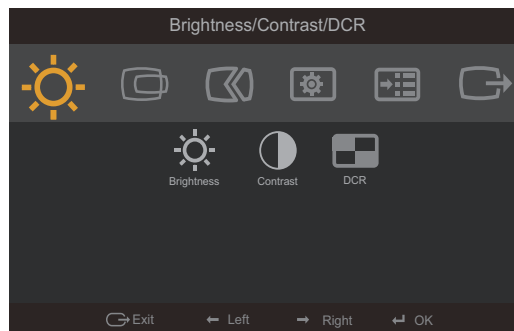 Brightness/Contrast/DCR
Brightness Contrast DCR
Exit Left Right OK